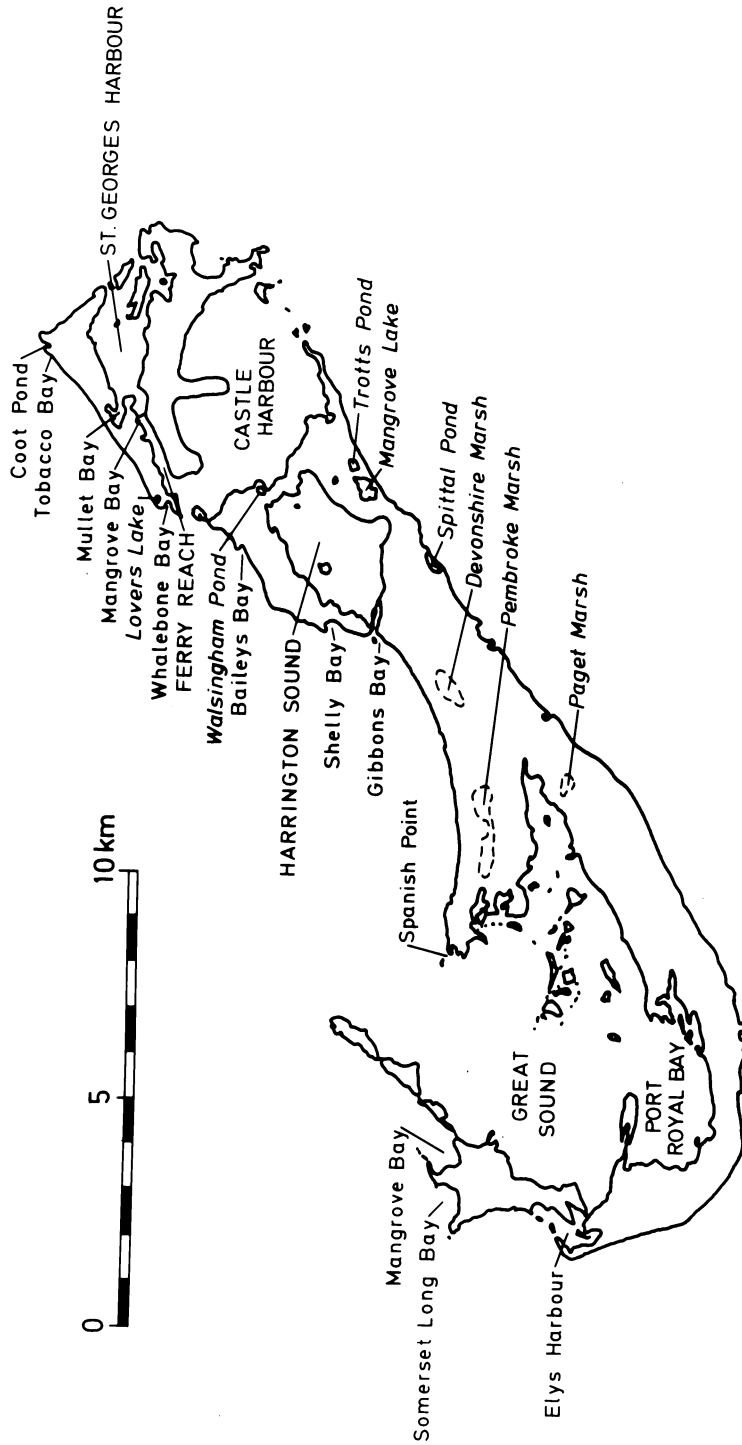 Coot Pond
Tobacco Bay
ST. GEORGES HARBOUR
Mullet Bay
Mangrove Bay
Lovers Lake
Whalebone Bay
FERRY REACH
Walsingham Pond
Baileys Bay
CASTLE
HARBOUR
HARRINGTON SOUND
Shelly Bay
Gibbons Bay
Trotts Pond
Mangrove Lake
Spittal Pond
Devonshire Marsh
Pembroke Marsh
Paget Marsh
Spanish Point
GREAT
SOUND
PORT
ROYAL BAY
Mangrove Bay
Somerset Long Bay
Elys Harbour
0 5 10 km